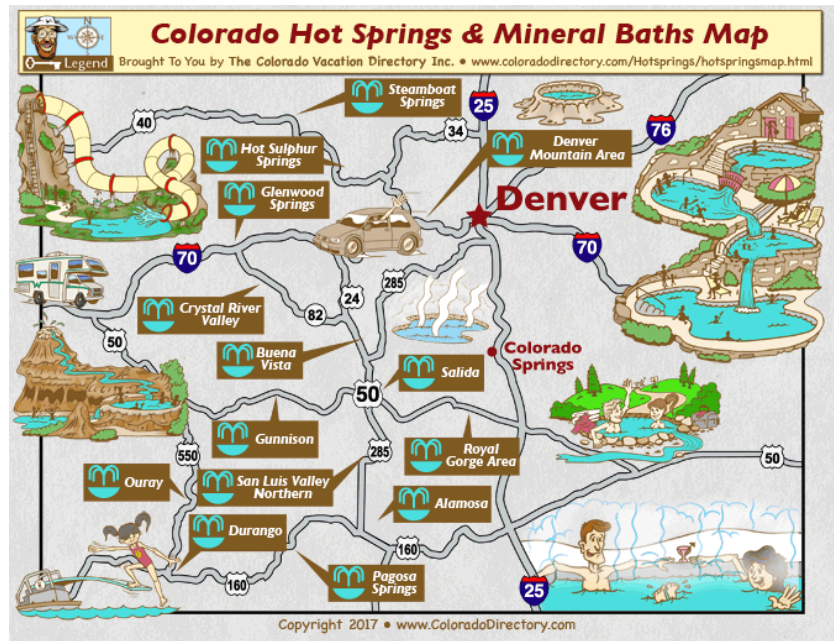 Colorado Hot Springs & Mineral Baths Map
Legend
Brought To You by The Colorado Vacation Directory Inc. • www.coloradodirectory.com/Hotsprings/hotspringsmap.html
Steamboat
Springs
25
40
34
76
Hot Sulphur
Springs
Denver
Mountain Area
Glenwood
Springs
Denver
70
70
285
24
Crystal River
Valley
82
50
Buena
Vista
Colorado
Springs
Salida
50
Gunnison
Royal
Gorge Area
550
285
50
Ouray
San Luis Valley
Northern
Alamosa
Durango
160
160
Pagosa
Springs
25
Copyright 2017 • www.ColoradoDirectory.com